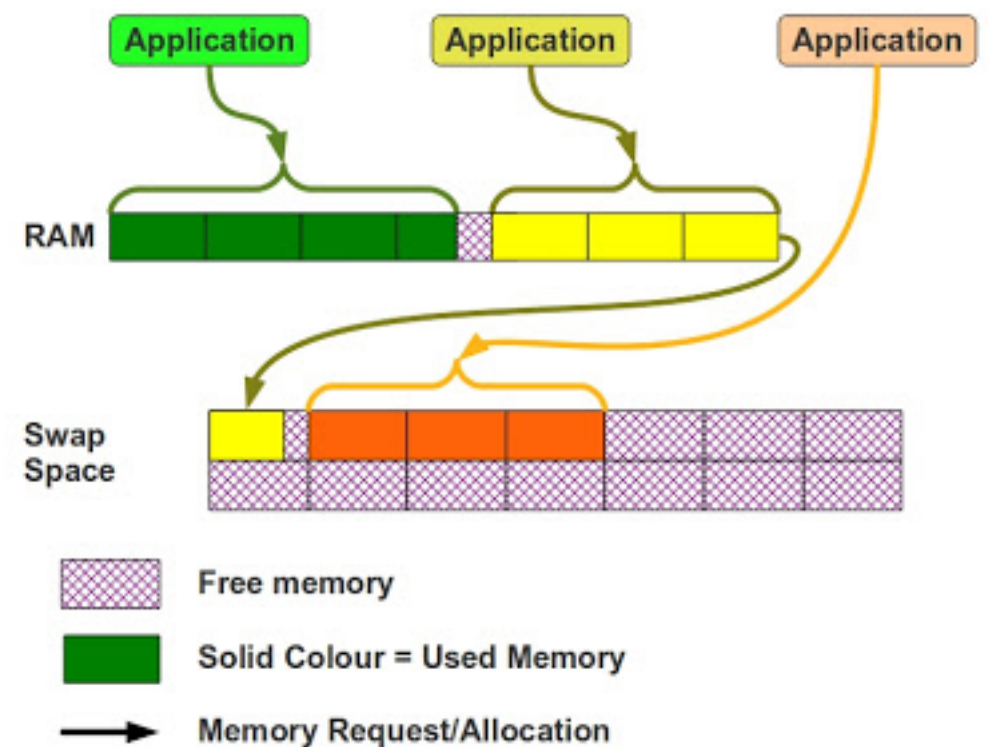 Application
Application
Application
RAM
Swap
Space
Free memory
Solid Colour = Used Memory
Memory Request/Allocation